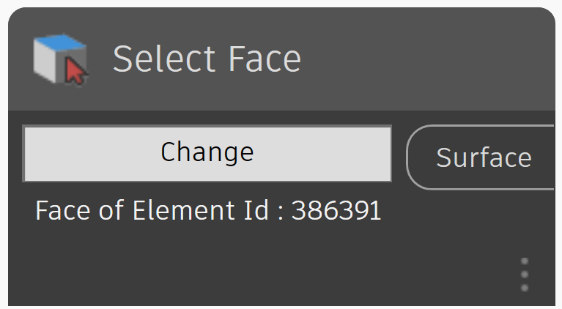 Select Face
Change
Surface
Face of Element Id : 386391